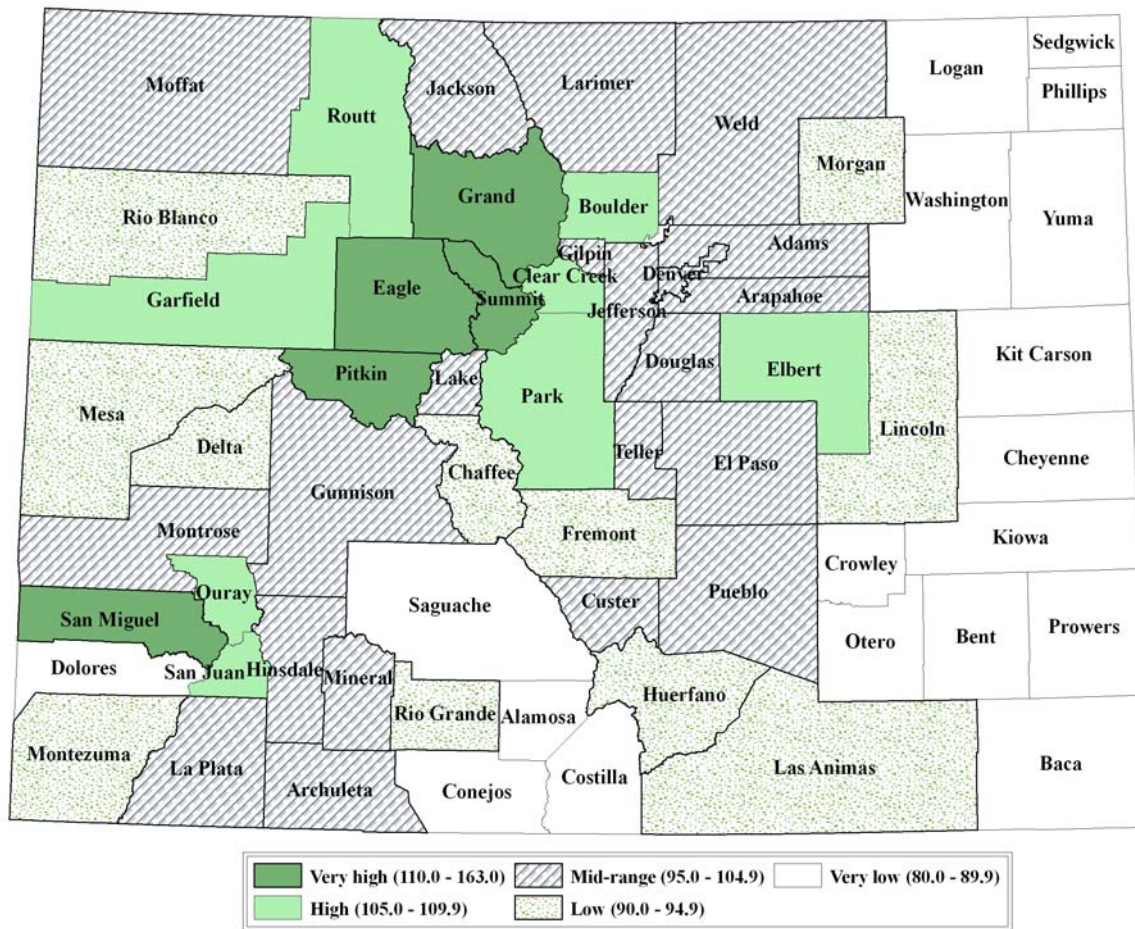 Sedgwick
Logan
Moffat
Jackson
Larimer
Phillips
Routt
Weld
Morgan
Grand
Washington
Rio Blanco
Boulder
Yuma
Gilpin
Adams
Clear Creek
Denver
Eagle
Summit
Garfield
Jefferson
Arapahoe
Kit Carson
Douglas
Elbert
Pitkin
Lake
Park
Mesa
Lincoln
Delta
Teller
Cheyenne
Chaffee
El Paso
Gunnison
Montrose
Fremont
Kiowa
Crowley
Ouray
Pueblo
Saguache
Custer
San Miguel
Otero
Bent
Prowers
Dolores
San Juan
Hinsdale
Mineral
Huerfano
Rio Grande
Alamosa
Montezuma
La Plata
Las Animas
Baca
Costilla
Archuleta
Conejos
Very high (110.0 - 163.0)
Mid-range (95.0 - 104.9)
Very low (80.0 - 89.9)
High (105.0 - 109.9)
Low (90.0 - 94.9)